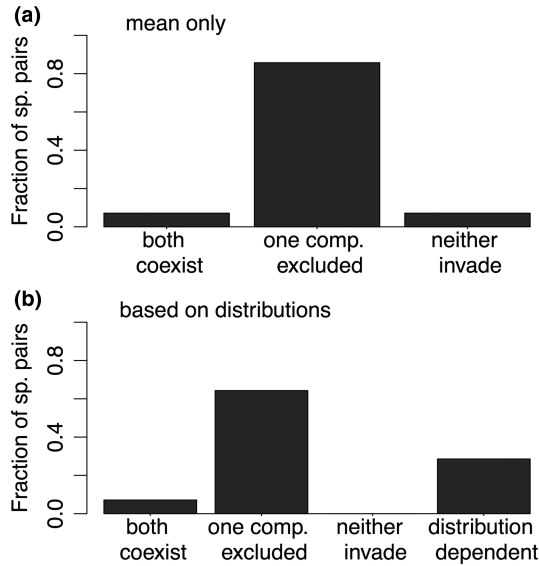 (a)
mean only
Fraction of sp. pairs
0.8
0.4
0.0
both coexist
one comp. excluded
neither invade
(b)
based on distributions
Fraction of sp. pairs
0.8
0.4
0.0
both coexist
one comp. excluded
neither invade
distribution dependent